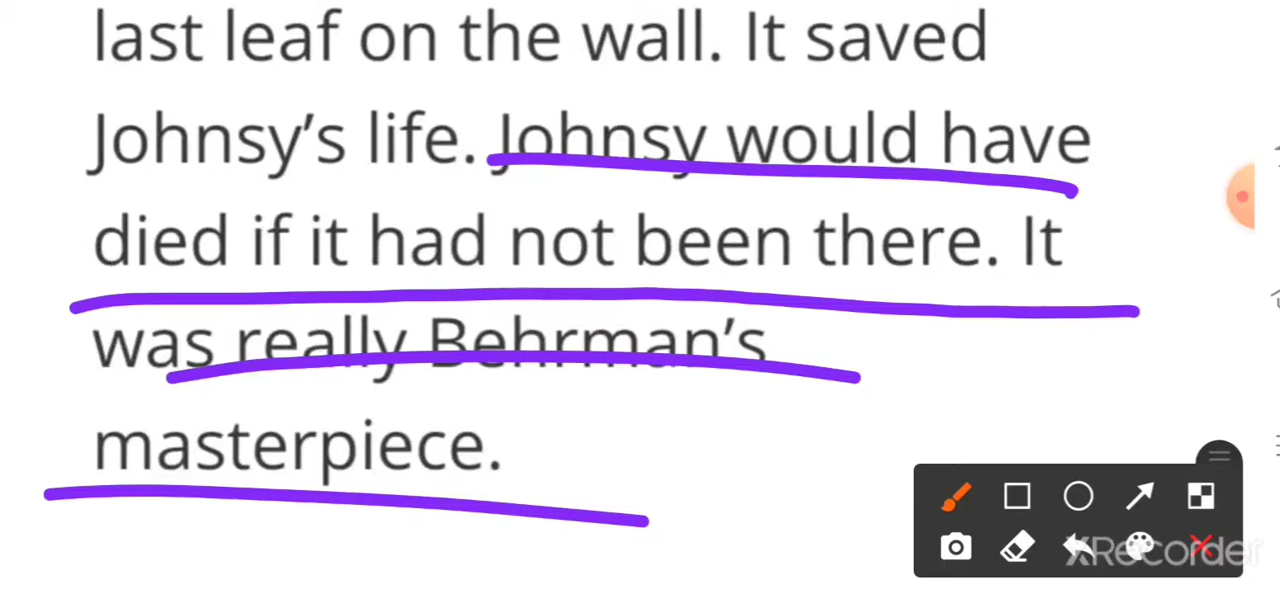 last leaf on the wall. It saved
Johnsy’s life. Johnsy would have
died if it had not been there. It
was really Behrman’s
masterpiece.
XRecorder